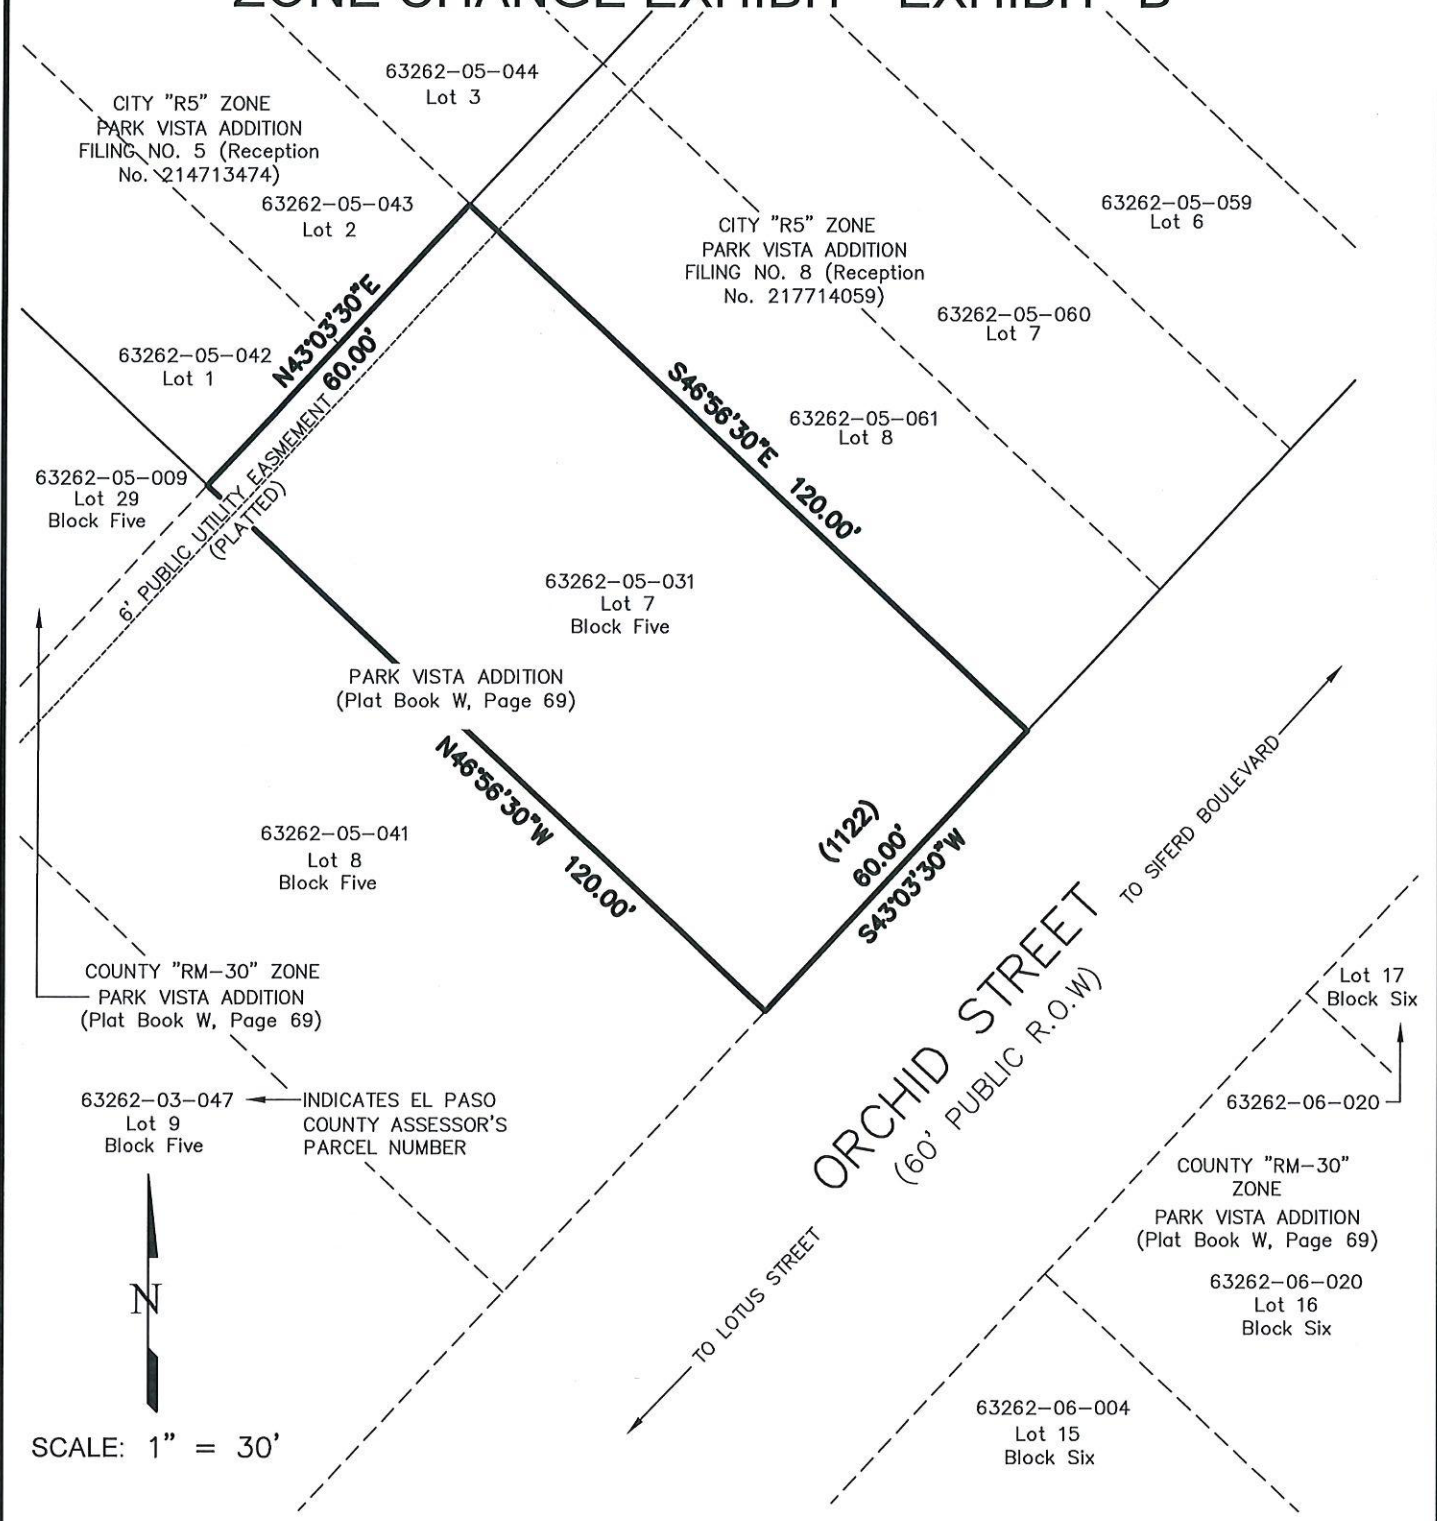 ZONE CHANGE EXHIBIT - EXHIBIT "B"
63262-05-044
Lot 3
CITY "R5" ZONE
PARK VISTA ADDITION
FILING NO. 5 (Reception
No. 214713474)
63262-05-043
Lot 2
63262-05-059
Lot 6
CITY "R5" ZONE
PARK VISTA ADDITION
FILING NO. 8 (Reception
No. 217714059)
63262-05-060
Lot 7
63262-05-042
Lot 1
N43°03'30"E
60.00'
S46°56'30"E 120.00'
63262-05-061
Lot 8
63262-05-009
Lot 29
Block Five
6' PUBLIC UTILITY EASMEMENT
(PLATTED)
63262-05-031
Lot 7
Block Five
PARK VISTA ADDITION
(Plat Book W, Page 69)
N46°56'30"W 120.00'
(1122)
60.00'
S43°03'30"W
63262-05-041
Lot 8
Block Five
TO SIFERD BOULEVARD
ORCHID STREET
(60' PUBLIC R.O.W)
TO LOTUS STREET
COUNTY "RM-30" ZONE
PARK VISTA ADDITION
(Plat Book W, Page 69)
Lot 17
Block Six
63262-06-020
63262-03-047
Lot 9
Block Five
INDICATES EL PASO
COUNTY ASSESSOR'S
PARCEL NUMBER
COUNTY "RM-30"
ZONE
PARK VISTA ADDITION
(Plat Book W, Page 69)
63262-06-020
Lot 16
Block Six
N
63262-06-004
Lot 15
Block Six
SCALE: 1" = 30'